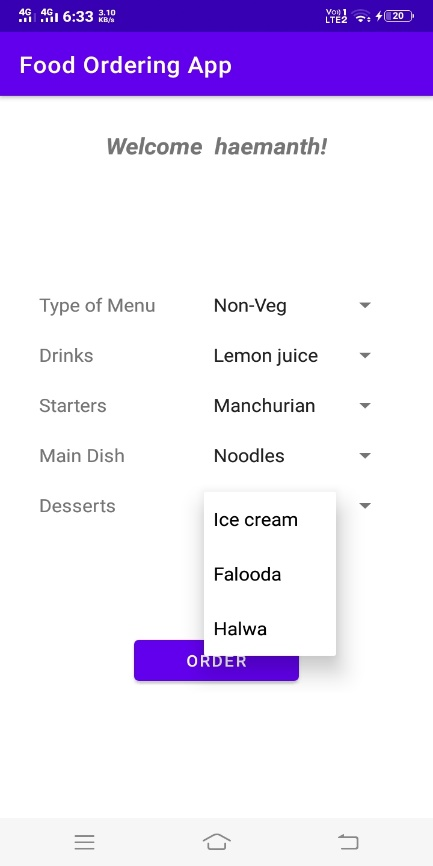 4G 4G 6:33 3.10 KB/s Vo)) 1 LTE2 20
Food Ordering App
Welcome haemanth!
Type of Menu Non-Veg
Drinks Lemon juice
Starters Manchurian
Main Dish Noodles
Desserts
Ice cream
Falooda
Halwa
ORDER